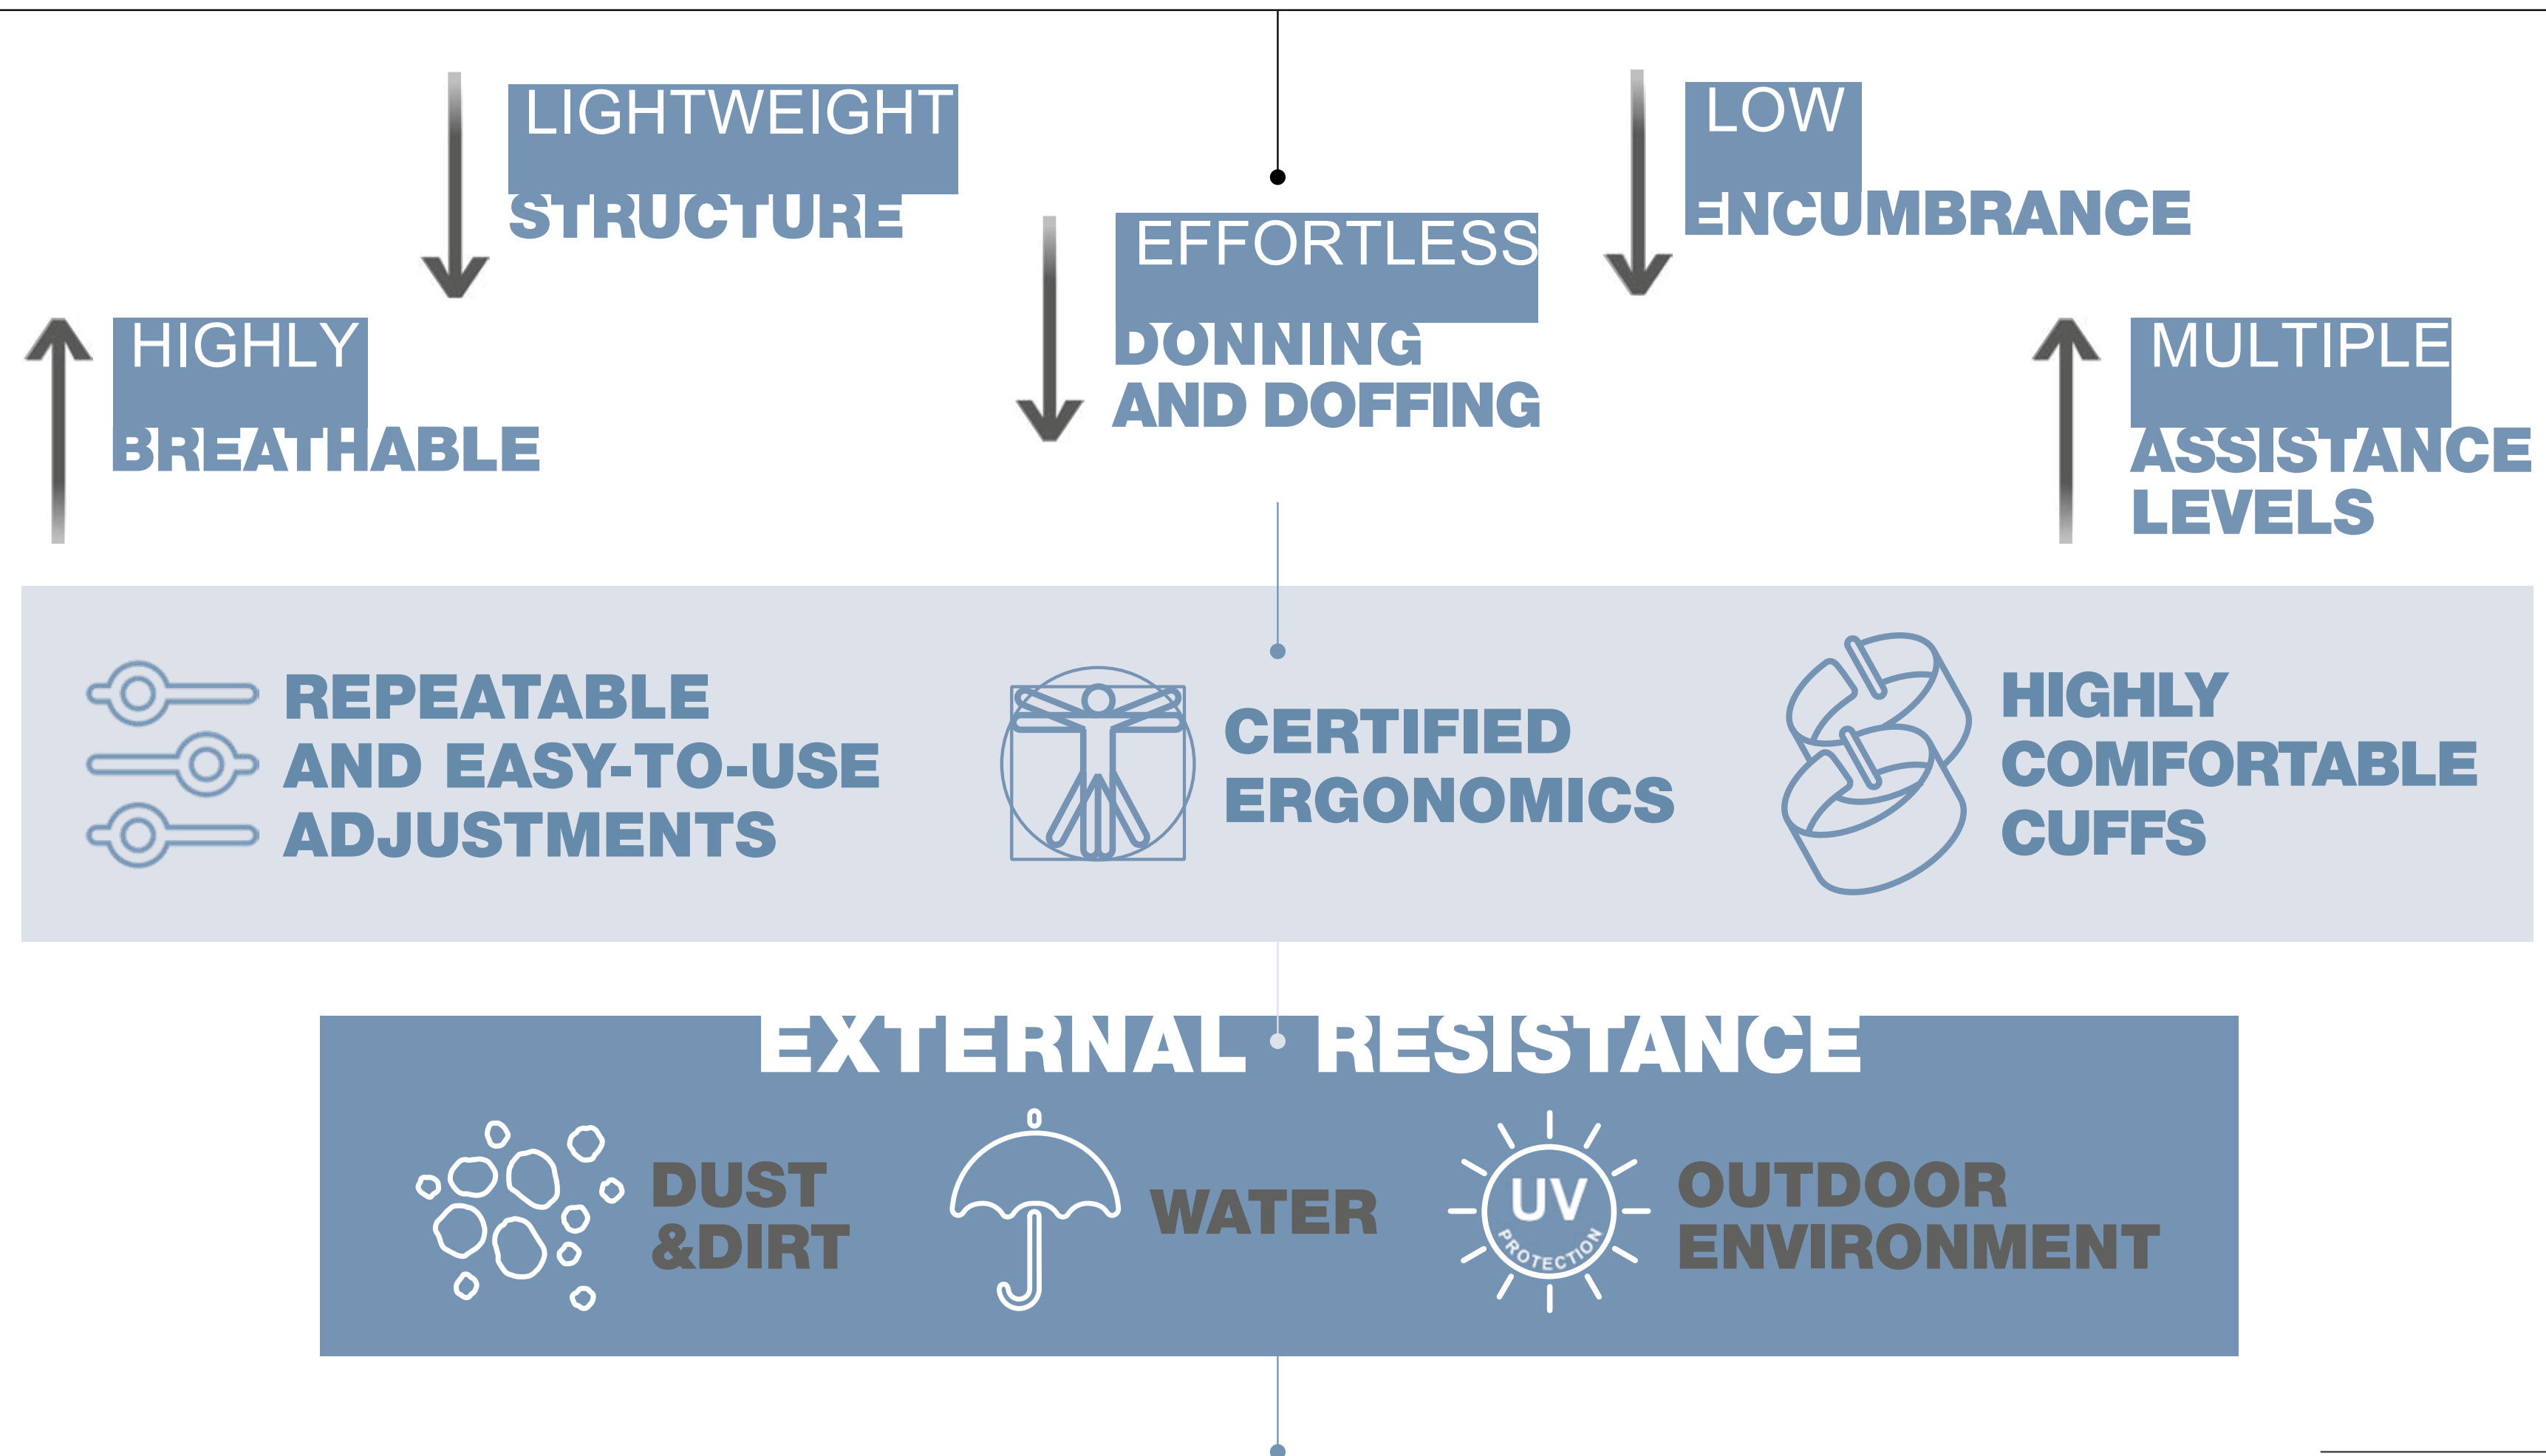 LIGHTWEIGHT
STRUCTURE
LOW
ENCUMBRANCE
EFFORTLESS
DONNING
AND DOFFING
HIGHLY
BREATHABLE
MULTIPLE
ASSISTANCE
LEVELS
REPEATABLE
AND EASY-TO-USE
ADJUSTMENTS
CERTIFIED
ERGONOMICS
HIGHLY
COMFORTABLE
CUFFS
EXTERNAL RESISTANCE
DUST
&DIRT
WATER
UV
PROTECTION
OUTDOOR
ENVIRONMENT